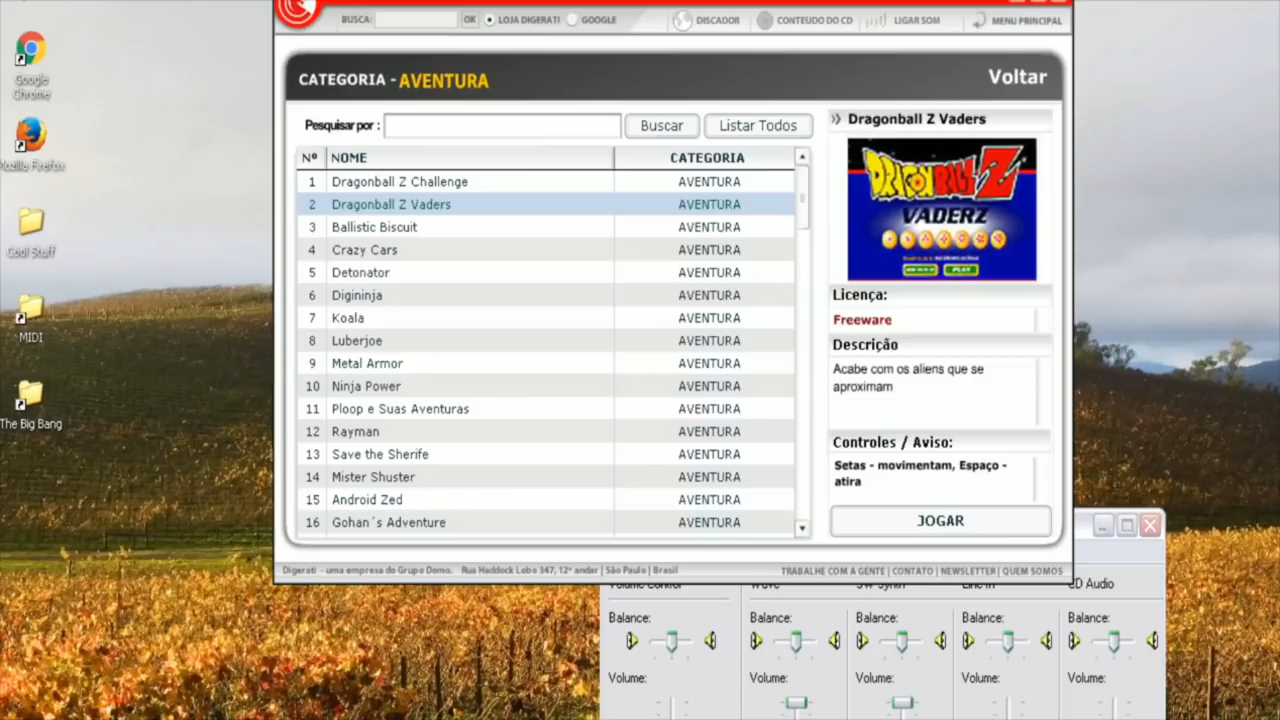 BUSCA:
OK
LOJA DIGERATI
GOOGLE
DISCADOR
CONTEÚDO DO CD
LIGAR SOM
MENU PRINCIPAL
CATEGORIA - AVENTURA
Voltar
Pesquisar por :
Buscar
Listar Todos
Nº NOME CATEGORIA
1 Dragonball Z Challenge AVENTURA
2 Dragonball Z Vaders AVENTURA
3 Ballistic Biscuit AVENTURA
4 Crazy Cars AVENTURA
5 Detonator AVENTURA
6 Digininja AVENTURA
7 Koala AVENTURA
8 Luberjoe AVENTURA
9 Metal Armor AVENTURA
10 Ninja Power AVENTURA
11 Ploop e Suas Aventuras AVENTURA
12 Rayman AVENTURA
13 Save the Sherife AVENTURA
14 Mister Shuster AVENTURA
15 Android Zed AVENTURA
16 Gohan´s Adventure AVENTURA
Dragonball Z Vaders
DRAGON BALL Z
VADERZ
PLAY
Licença:
Freeware
Descrição
Acabe com os aliens que se
aproximam
Controles / Aviso:
Setas - movimentam, Espaço -
atira
JOGAR
Digerati - uma empresa do Grupo Domo. Rua Haddock Lobo 347, 12º andar | São Paulo | Brasil
TRABALHE COM A GENTE | CONTATO | NEWSLETTER | QUEM SOMOS
Google
Chrome
Mozilla Firefox
Cool Stuff
MIDI
The Big Bang
Volume Control Wave SW Synth Line In CD Audio
Balance: Balance: Balance: Balance: Balance:
Volume: Volume: Volume: Volume: Volume: